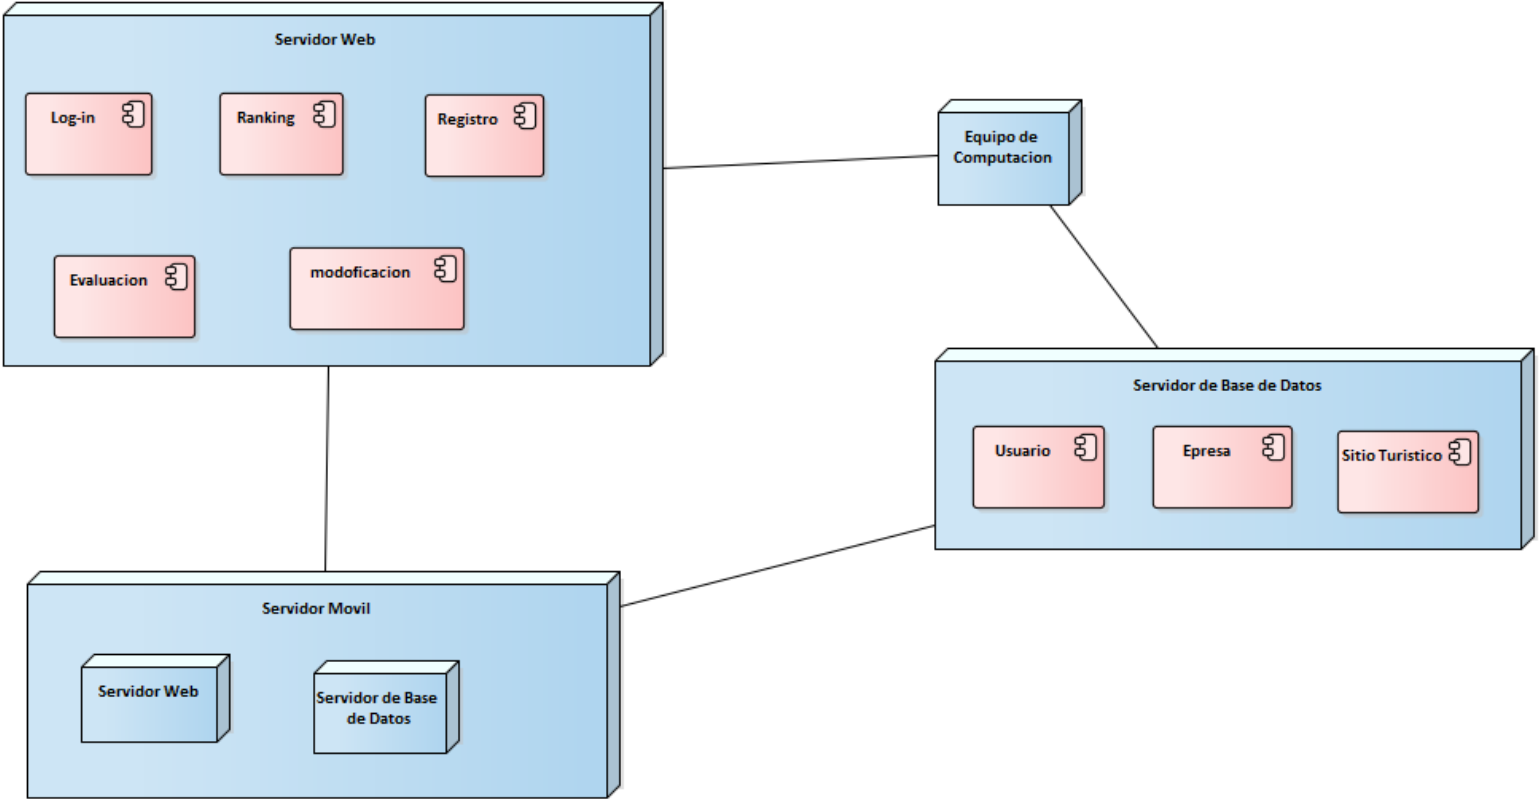 Servidor Web
Log-in
Ranking
Registro
Evaluacion
modoficacion
Equipo de
Computacion
Servidor de Base de Datos
Usuario
Epresa
Sitio Turistico
Servidor Movil
Servidor Web
Servidor de Base
de Datos